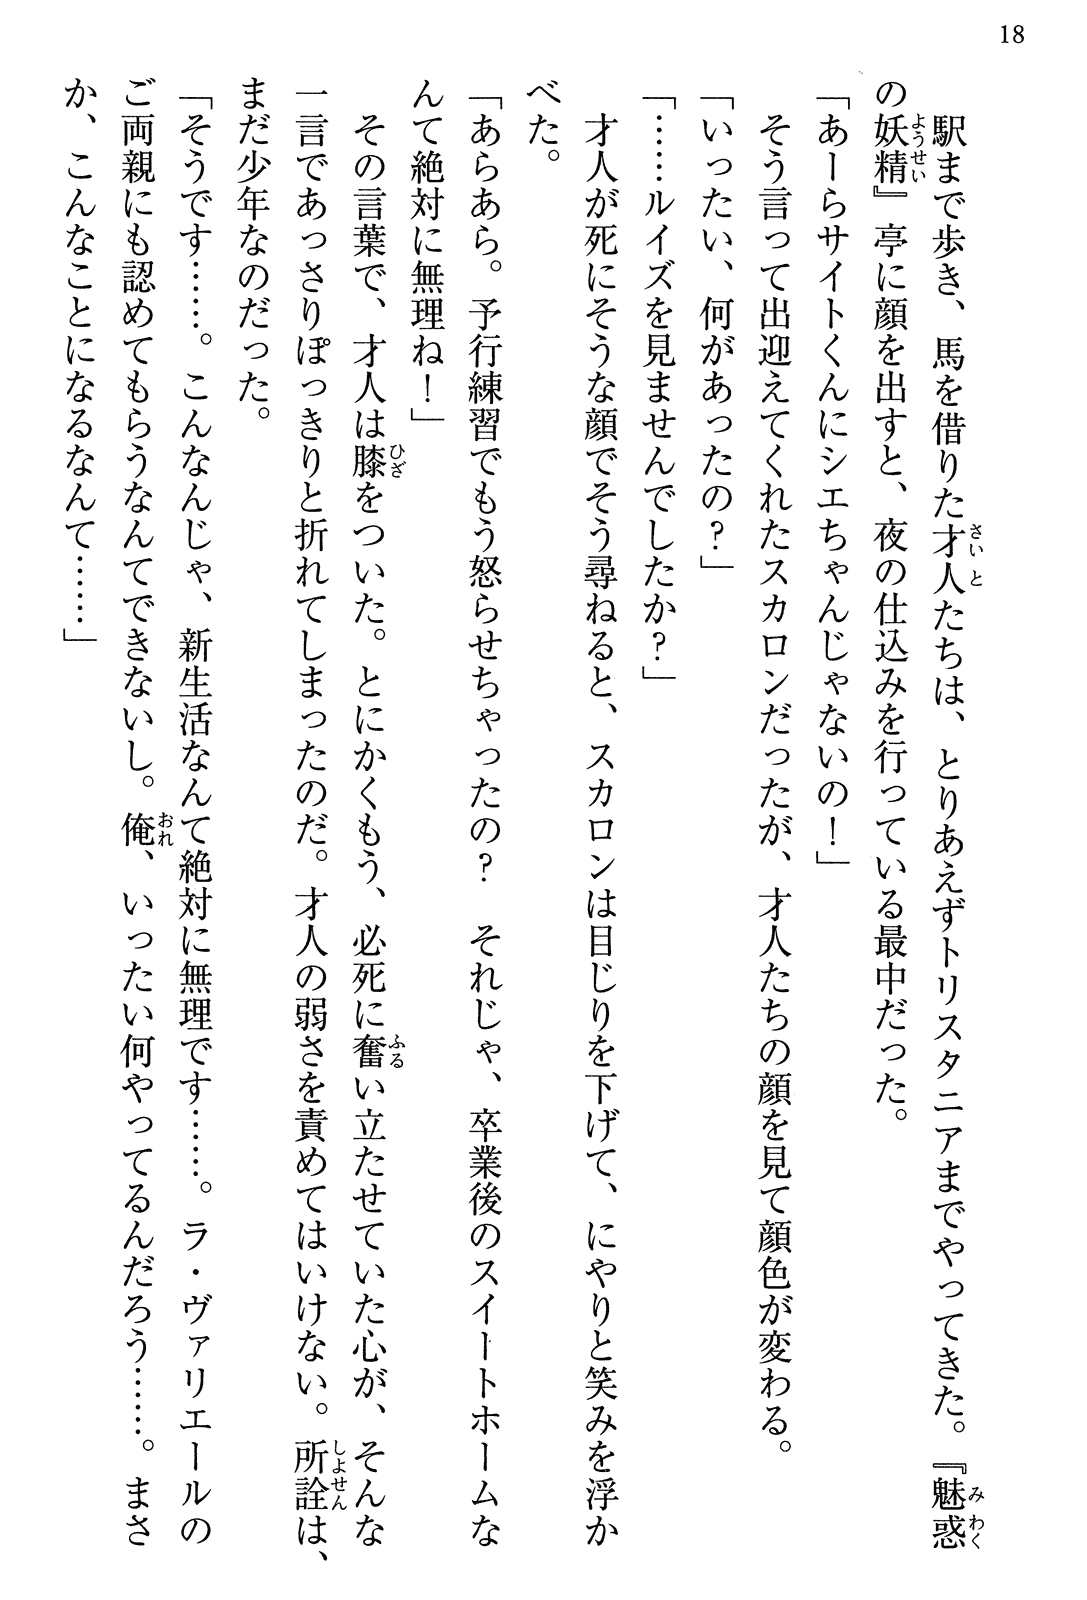 18
　駅まで歩き、馬を借りた才人たちは、とりあえずトリスタニアまでやってきた。『魅惑
の妖精』亭に顔を出すと、夜の仕込みを行っている最中だった。
「あーらサイトくんにシエちゃんじゃないの！」
　そう言って出迎えてくれたスカロンだったが、才人たちの顔を見て顔色が変わる。
「いったい、何があったの？」
「……ルイズを見ませんでしたか？」
　才人が死にそうな顔でそう尋ねると、スカロンは目じりを下げて、にやりと笑みを浮か
べた。
「あらあら。予行練習でもう怒らせちゃったの？　それじゃ、卒業後のスイートホームな
んて絶対に無理ね！」
　その言葉で、才人は膝をついた。とにかくもう、必死に奮い立たせていた心が、そんな
一言であっさりぽっきりと折れてしまったのだ。才人の弱さを責めてはいけない。所詮は、
まだ少年なのだった。
「そうです……。こんなんじゃ、新生活なんて絶対に無理です……。ラ・ヴァリエールの
ご両親にも認めてもらうなんてできないし。俺、いったい何やってるんだろう……。まさ
か、こんなことになるなんて……」